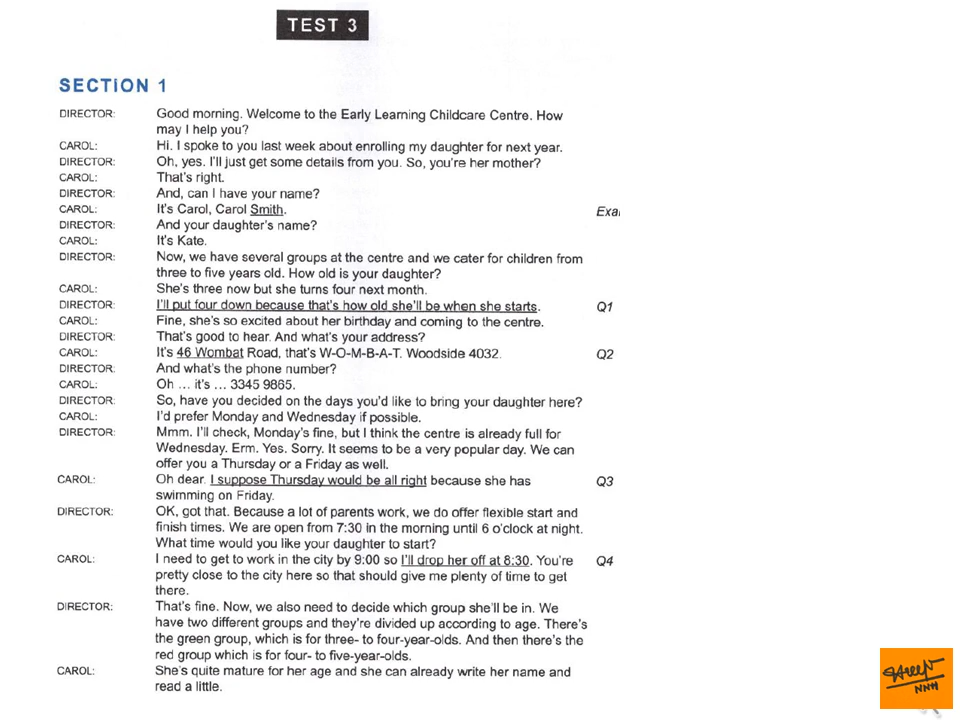 TEST 3
SECTION 1
DIRECTOR: Good morning. Welcome to the Early Learning Childcare Centre. How
may I help you?
CAROL: Hi. I spoke to you last week about enrolling my daughter for next year.
DIRECTOR: Oh, yes. I'll just get some details from you. So, you're her mother?
CAROL: That's right.
DIRECTOR: And, can I have your name?
CAROL: It's Carol, Carol Smith. Exa
DIRECTOR: And your daughter's name?
CAROL: It's Kate.
DIRECTOR: Now, we have several groups at the centre and we cater for children from
three to five years old. How old is your daughter?
CAROL: She's three now but she turns four next month.
DIRECTOR: I'll put four down because that's how old she'll be when she starts. Q1
CAROL: Fine, she's so excited about her birthday and coming to the centre.
DIRECTOR: That's good to hear. And what's your address?
CAROL: It's 46 Wombat Road, that's W-O-M-B-A-T. Woodside 4032. Q2
DIRECTOR: And what's the phone number?
CAROL: Oh ... it's ... 3345 9865.
DIRECTOR: So, have you decided on the days you'd like to bring your daughter here?
CAROL: I'd prefer Monday and Wednesday if possible.
DIRECTOR: Mmm. I'll check, Monday's fine, but I think the centre is already full for
Wednesday. Erm. Yes. Sorry. It seems to be a very popular day. We can
offer you a Thursday or a Friday as well.
CAROL: Oh dear. I suppose Thursday would be all right because she has Q3
swimming on Friday.
DIRECTOR: OK, got that. Because a lot of parents work, we do offer flexible start and
finish times. We are open from 7:30 in the morning until 6 o'clock at night.
What time would you like your daughter to start?
CAROL: I need to get to work in the city by 9:00 so I'll drop her off at 8:30. You're Q4
pretty close to the city here so that should give me plenty of time to get
there.
DIRECTOR: That's fine. Now, we also need to decide which group she'll be in. We
have two different groups and they're divided up according to age. There's
the green group, which is for three- to four-year-olds. And then there's the
red group which is for four- to five-year-olds.
CAROL: She's quite mature for her age and she can already write her name and
read a little.
NNH